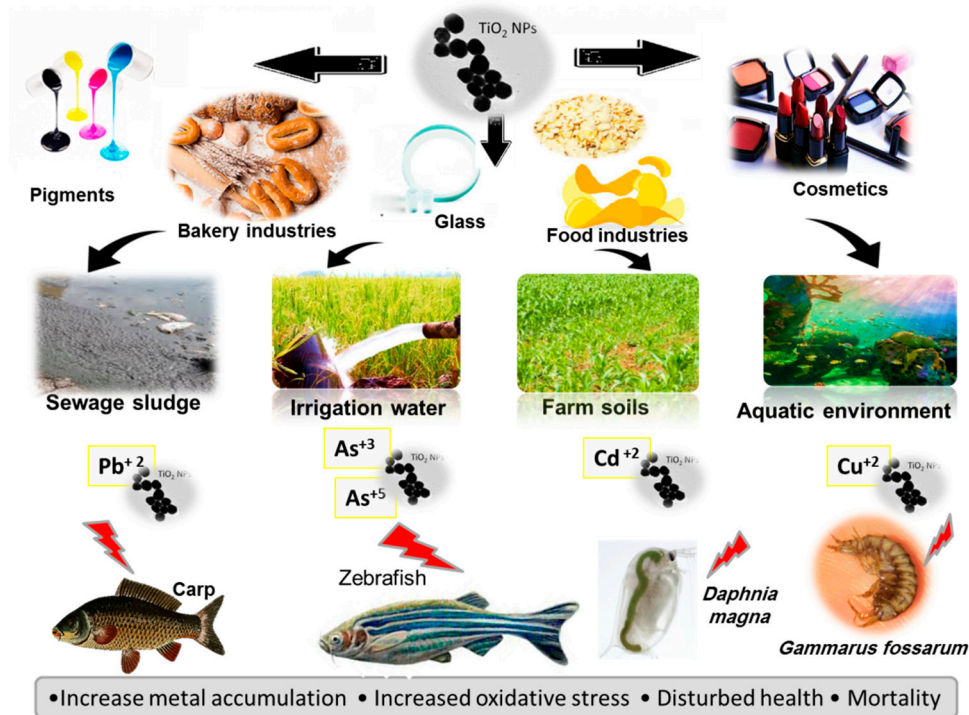 TiO₂ NPs
Pigments
Bakery industries
Glass
Food industries
Cosmetics
Sewage sludge
Irrigation water
Farm soils
Aquatic environment
Pb⁺ ²
TiO₂ NPs
As⁺³
As⁺⁵
TiO₂ NPs
Cd ⁺²
TiO₂ NPs
Cu⁺²
TiO₂ NPs
Carp
Zebrafish
Daphnia
magna
Gammarus fossarum
•Increase metal accumulation • Increased oxidative stress • Disturbed health • Mortality